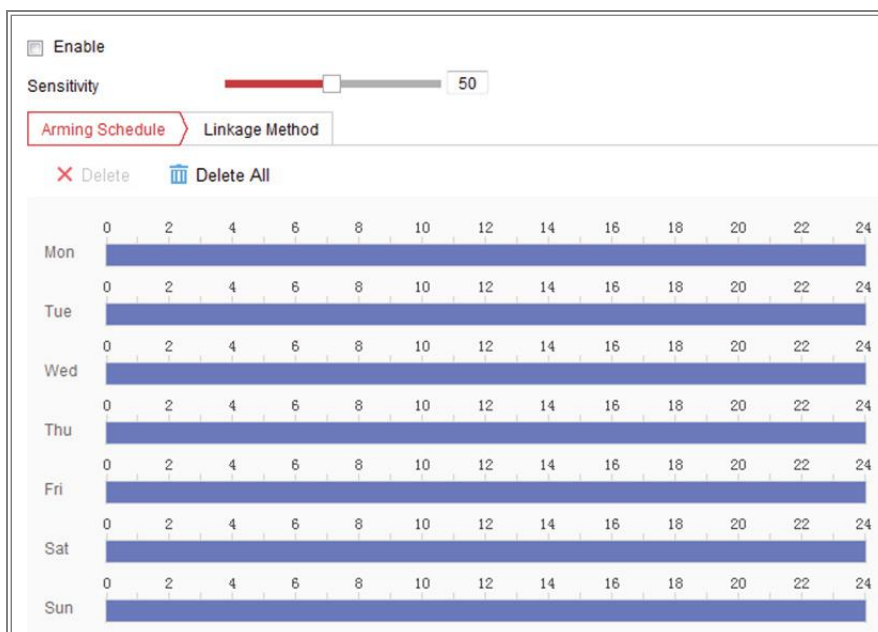 Enable
Sensitivity 50
Arming Schedule Linkage Method
Delete Delete All
0 2 4 6 8 10 12 14 16 18 20 22 24
Mon
0 2 4 6 8 10 12 14 16 18 20 22 24
Tue
0 2 4 6 8 10 12 14 16 18 20 22 24
Wed
0 2 4 6 8 10 12 14 16 18 20 22 24
Thu
0 2 4 6 8 10 12 14 16 18 20 22 24
Fri
0 2 4 6 8 10 12 14 16 18 20 22 24
Sat
0 2 4 6 8 10 12 14 16 18 20 22 24
Sun